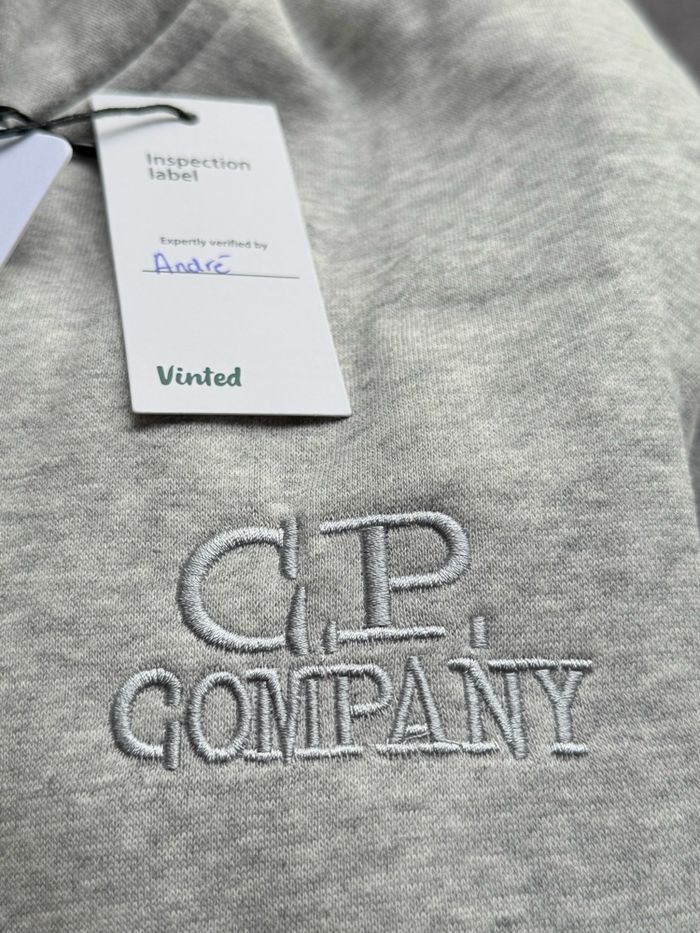 Inspection
label
Expertly verified by
André
Vinted
C.P.
COMPANY